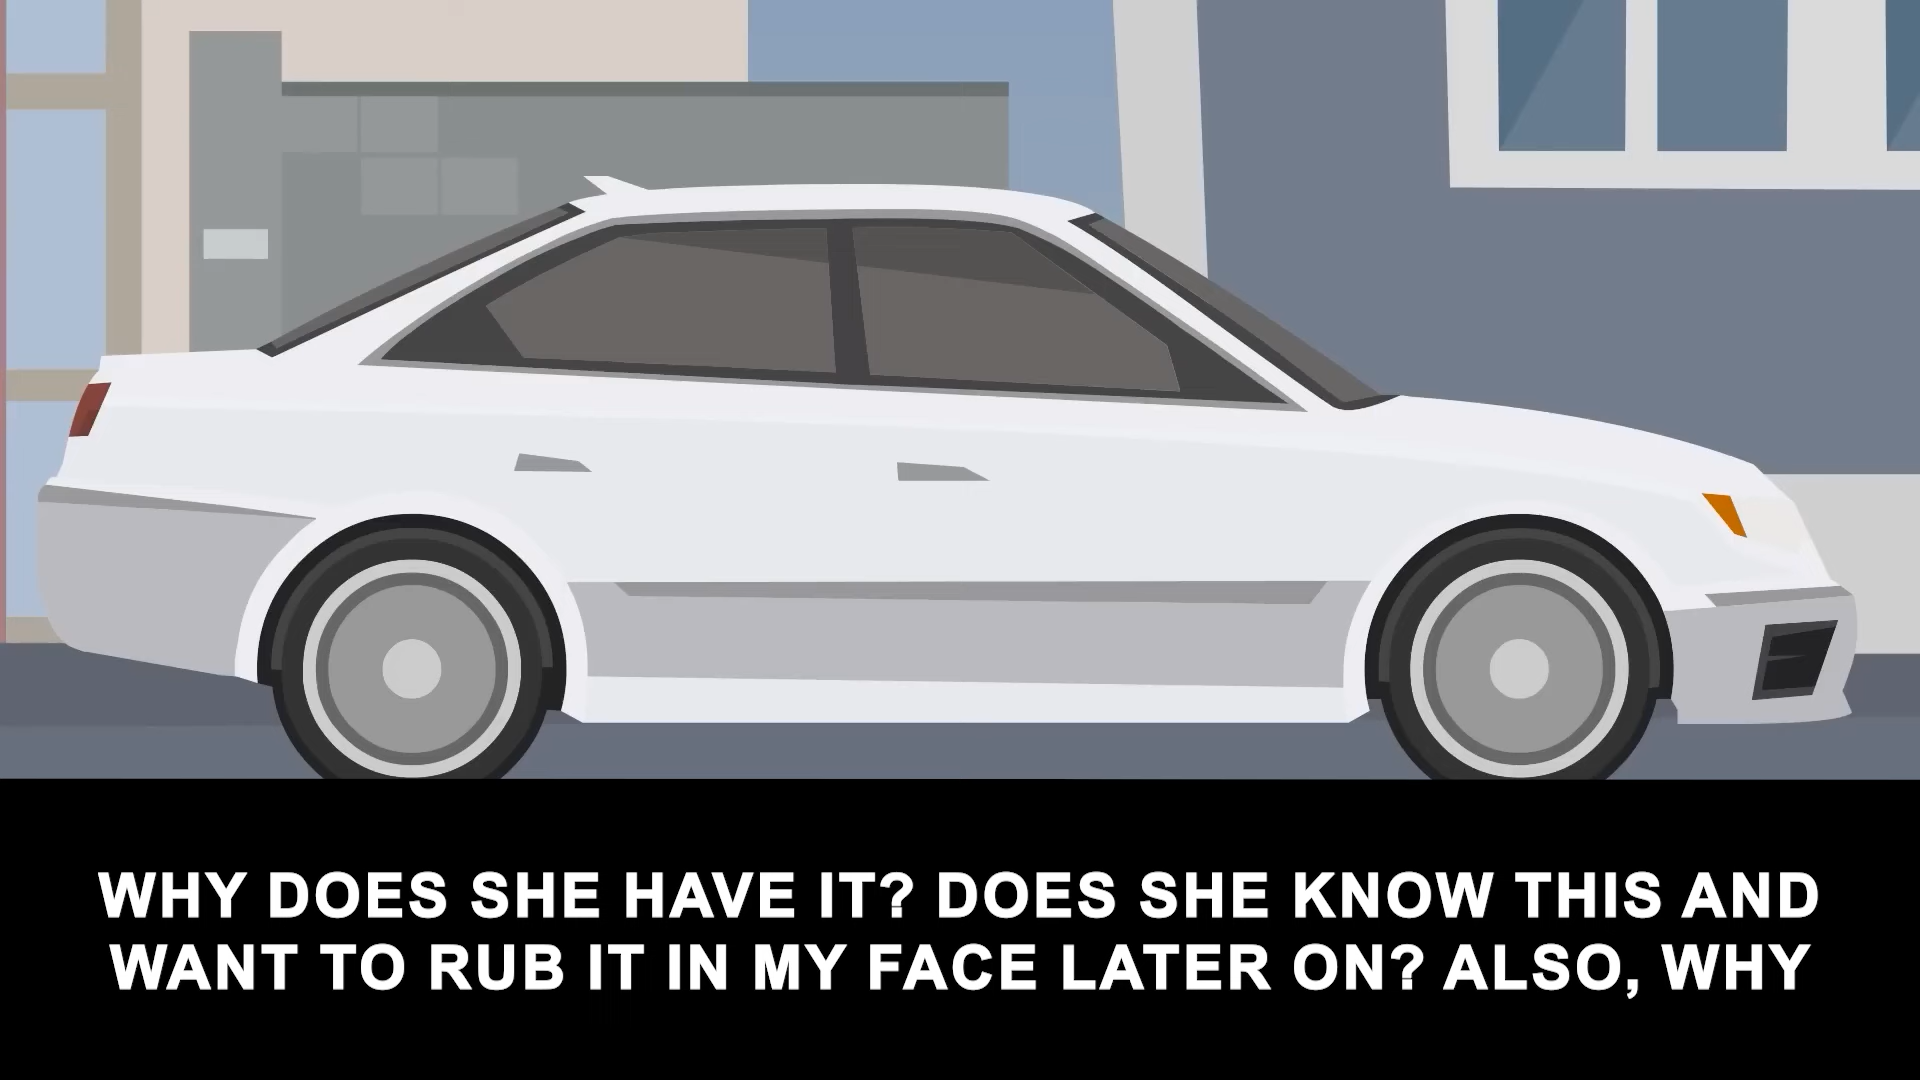 WHY DOES SHE HAVE IT? DOES SHE KNOW THIS AND
WANT TO RUB IT IN MY FACE LATER ON? ALSO, WHY